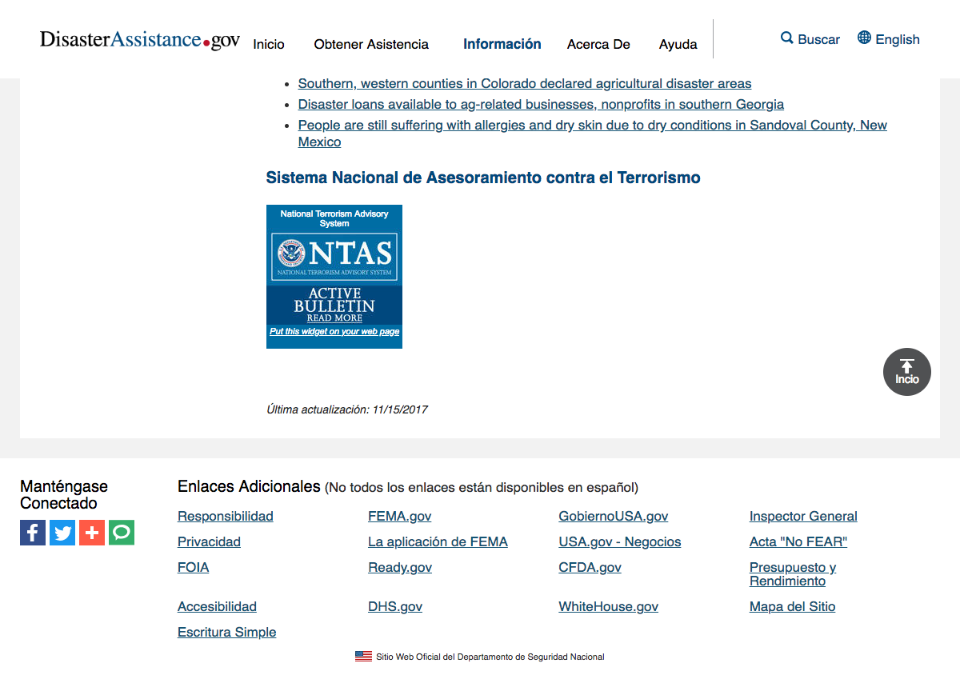 DisasterAssistance.gov
Inicio
Obtener Asistencia
Información
Acerca De
Ayuda
Buscar
English
Southern, western counties in Colorado declared agricultural disaster areas
Disaster loans available to ag-related businesses, nonprofits in southern Georgia
People are still suffering with allergies and dry skin due to dry conditions in Sandoval County, New
Mexico
Sistema Nacional de Asesoramiento contra el Terrorismo
National Terrorism Advisory
System
NTAS
NATIONAL TERRORISM ADVISORY SYSTEM
ACTIVE
BULLETIN
READ MORE
Put this widget on your web page
Incio
Última actualización: 11/15/2017
Manténgase
Conectado
Enlaces Adicionales (No todos los enlaces están disponibles en español)
Responsibilidad
FEMA.gov
GobiernoUSA.gov
Inspector General
Privacidad
La aplicación de FEMA
USA.gov - Negocios
Acta "No FEAR"
FOIA
Ready.gov
CFDA.gov
Presupuesto y
Rendimiento
Accesibilidad
DHS.gov
WhiteHouse.gov
Mapa del Sitio
Escritura Simple
Sitio Web Oficial del Departamento de Seguridad Nacional